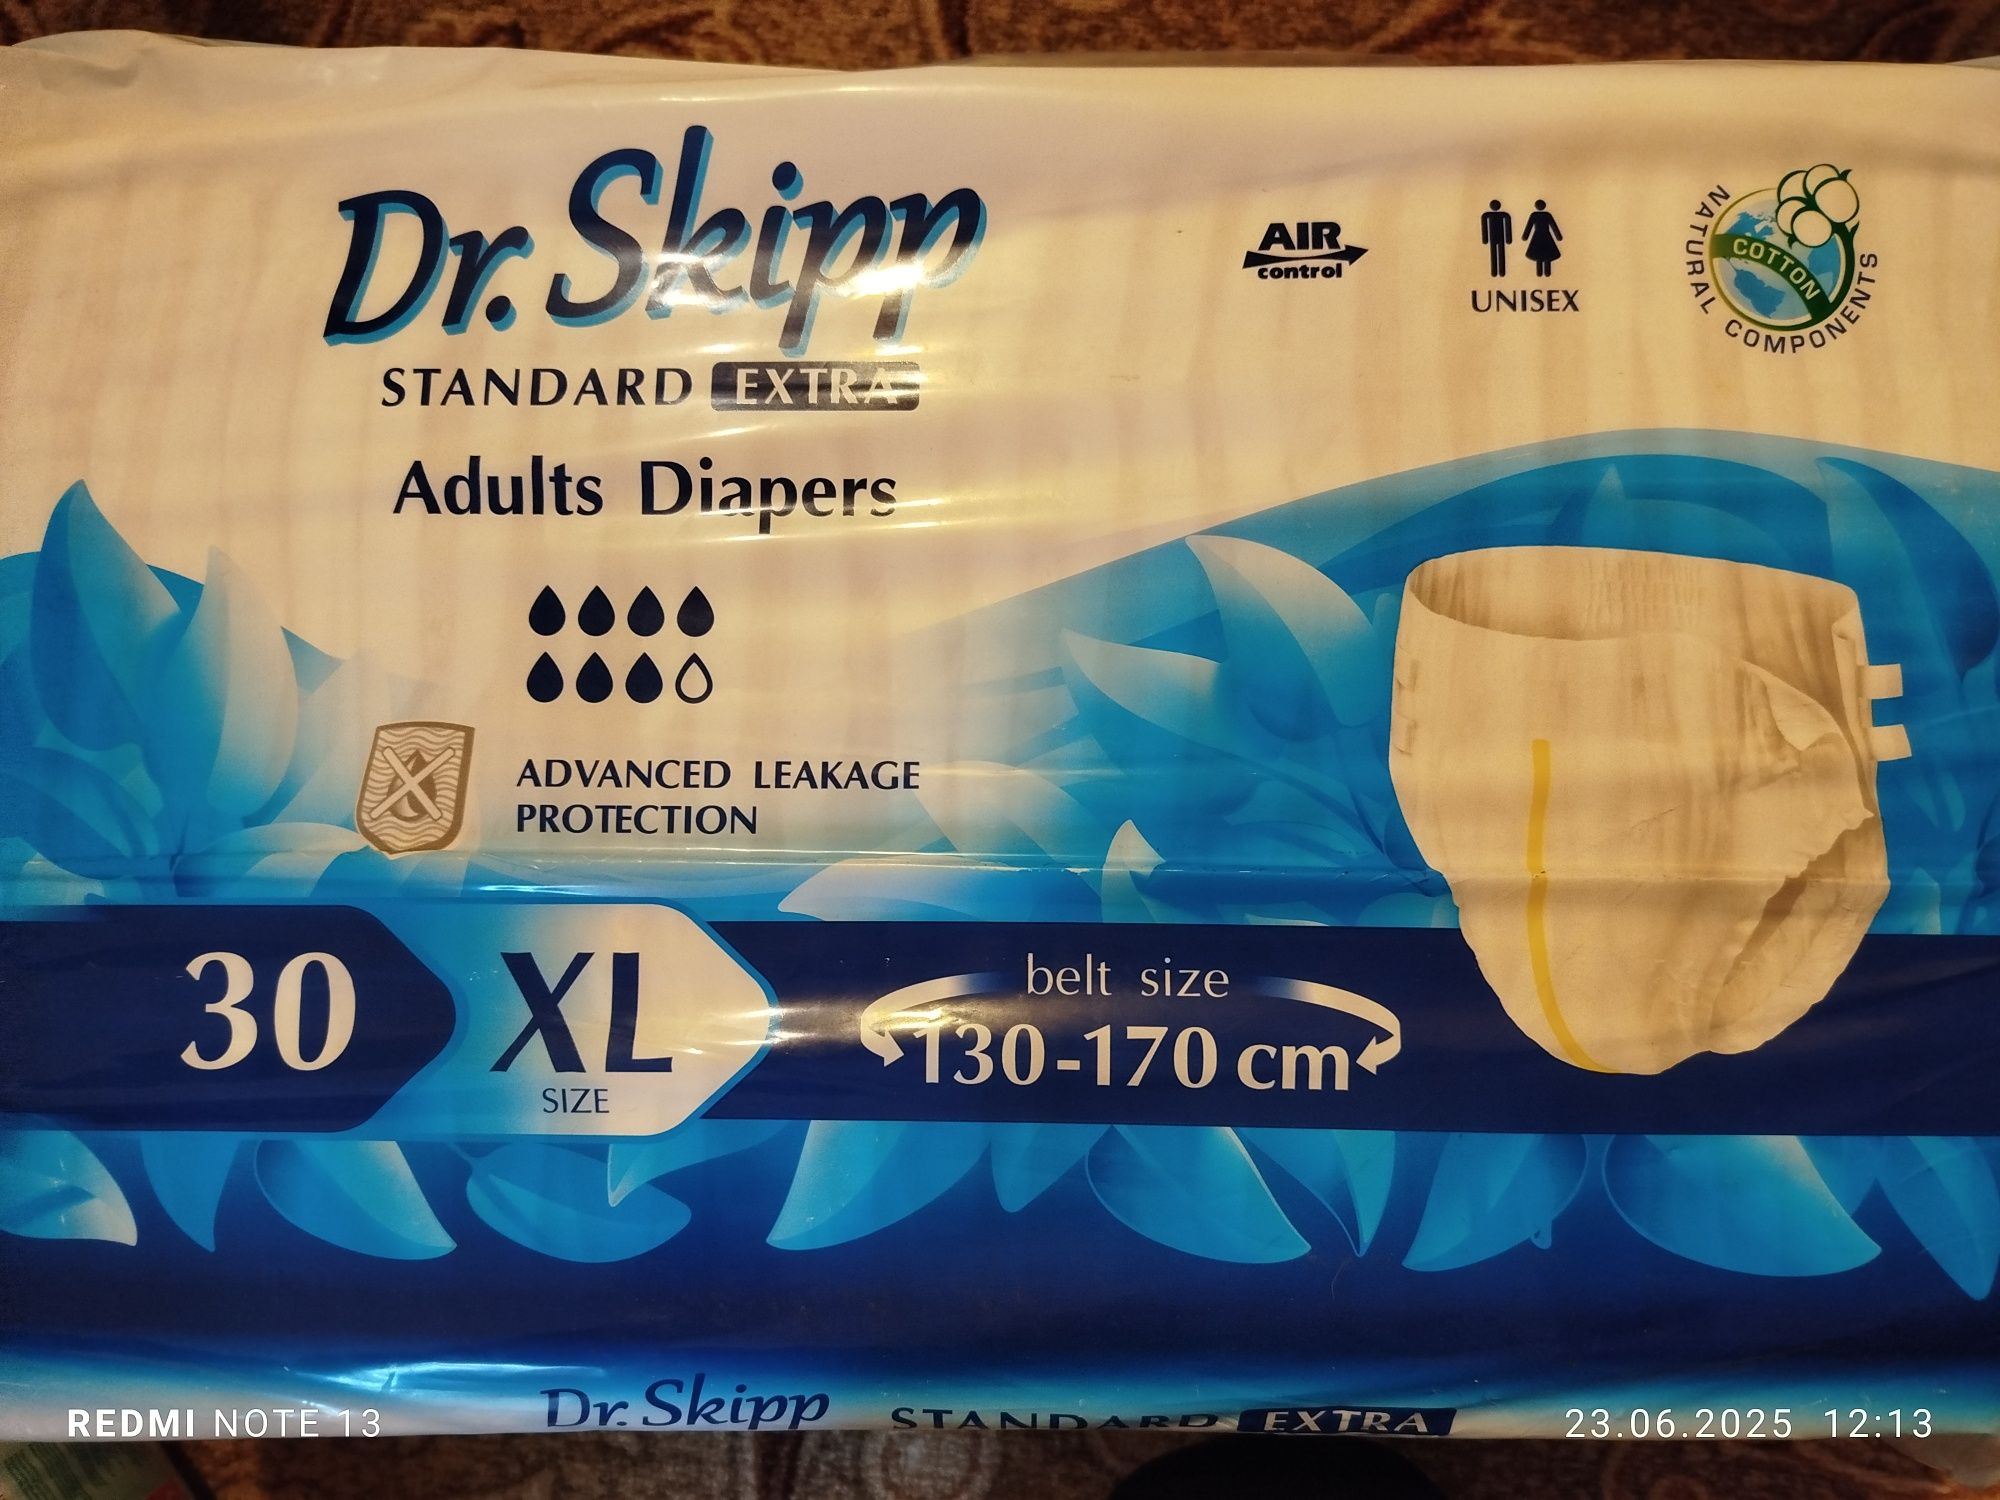 Dr. Skipp
STANDARD EXTRA
Adults Diapers
AIR
control
UNISEX
COTTON
NATURAL COMPONENTS
ADVANCED LEAKAGE
PROTECTION
30
XL
SIZE
belt size
130-170 cm
Dr. Skipp STANDARD EXTRA
REDMI NOTE 13
23.06.2025 12:13